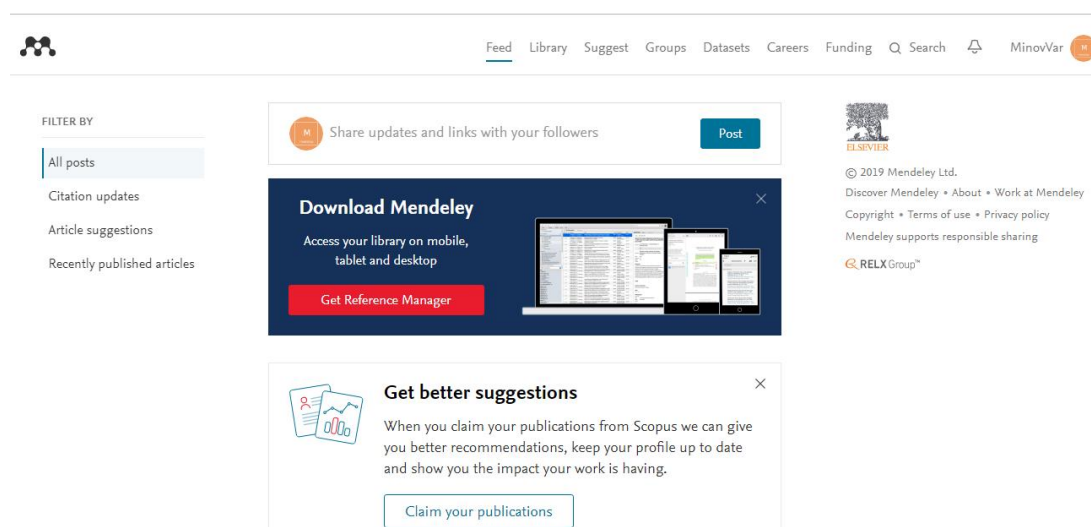 Feed Library Suggest Groups Datasets Careers Funding Search MinovVar M
FILTER BY
All posts
Citation updates
Article suggestions
Recently published articles
M Share updates and links with your followers Post
Download Mendeley
Access your library on mobile,
tablet and desktop
Get Reference Manager
Get better suggestions
When you claim your publications from Scopus we can give
you better recommendations, keep your profile up to date
and show you the impact your work is having.
Claim your publications
ELSEVIER
© 2019 Mendeley Ltd.
Discover Mendeley • About • Work at Mendeley
Copyright • Terms of use • Privacy policy
Mendeley supports responsible sharing
RELX Group™